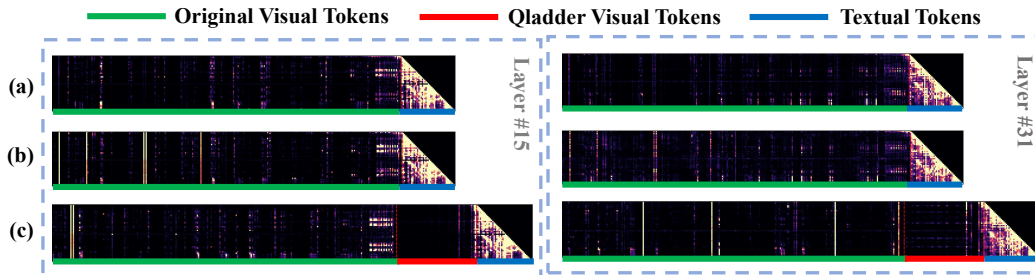 Original Visual Tokens Qladder Visual Tokens Textual Tokens
(a)
(b)
(c)
Layer #15
Layer #31